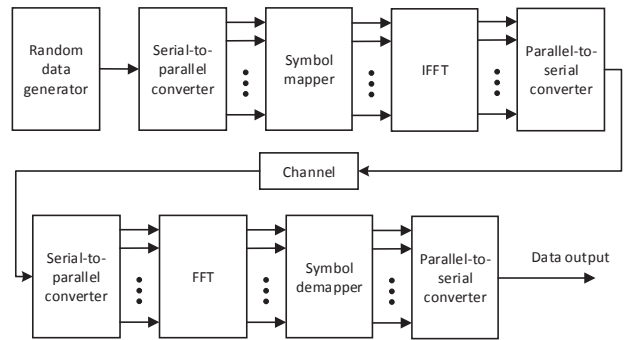 Random
data
generator
Serial-to-
parallel
converter
Symbol
mapper
IFFT
Parallel-to-
serial
converter
Channel
Serial-to-
parallel
converter
FFT
Symbol
demapper
Parallel-to-
serial
converter
Data output